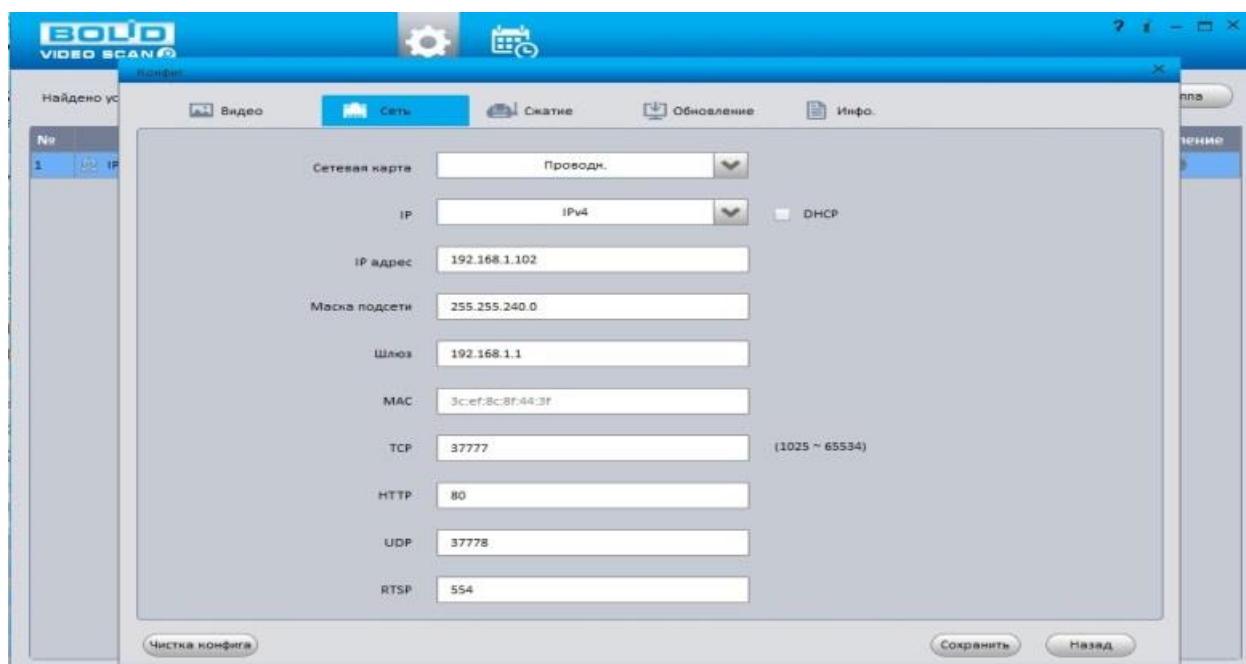 BOLID
VIDEO SCAN
? i
Конфиг
Найдено ус
ппа
Видео Сеть Сжатие Обновление Инфо.
№
ление
1 IP
Сетевая карта Проводн.
IP IPv4 DHCP
IP адрес 192.168.1.102
Маска подсети 255.255.240.0
Шлюз 192.168.1.1
MAC 3c:ef:8c:8f:44:3f
TCP 37777 (1025 ~ 65534)
HTTP 80
UDP 37778
RTSP 554
Чистка конфига Сохранить Назад